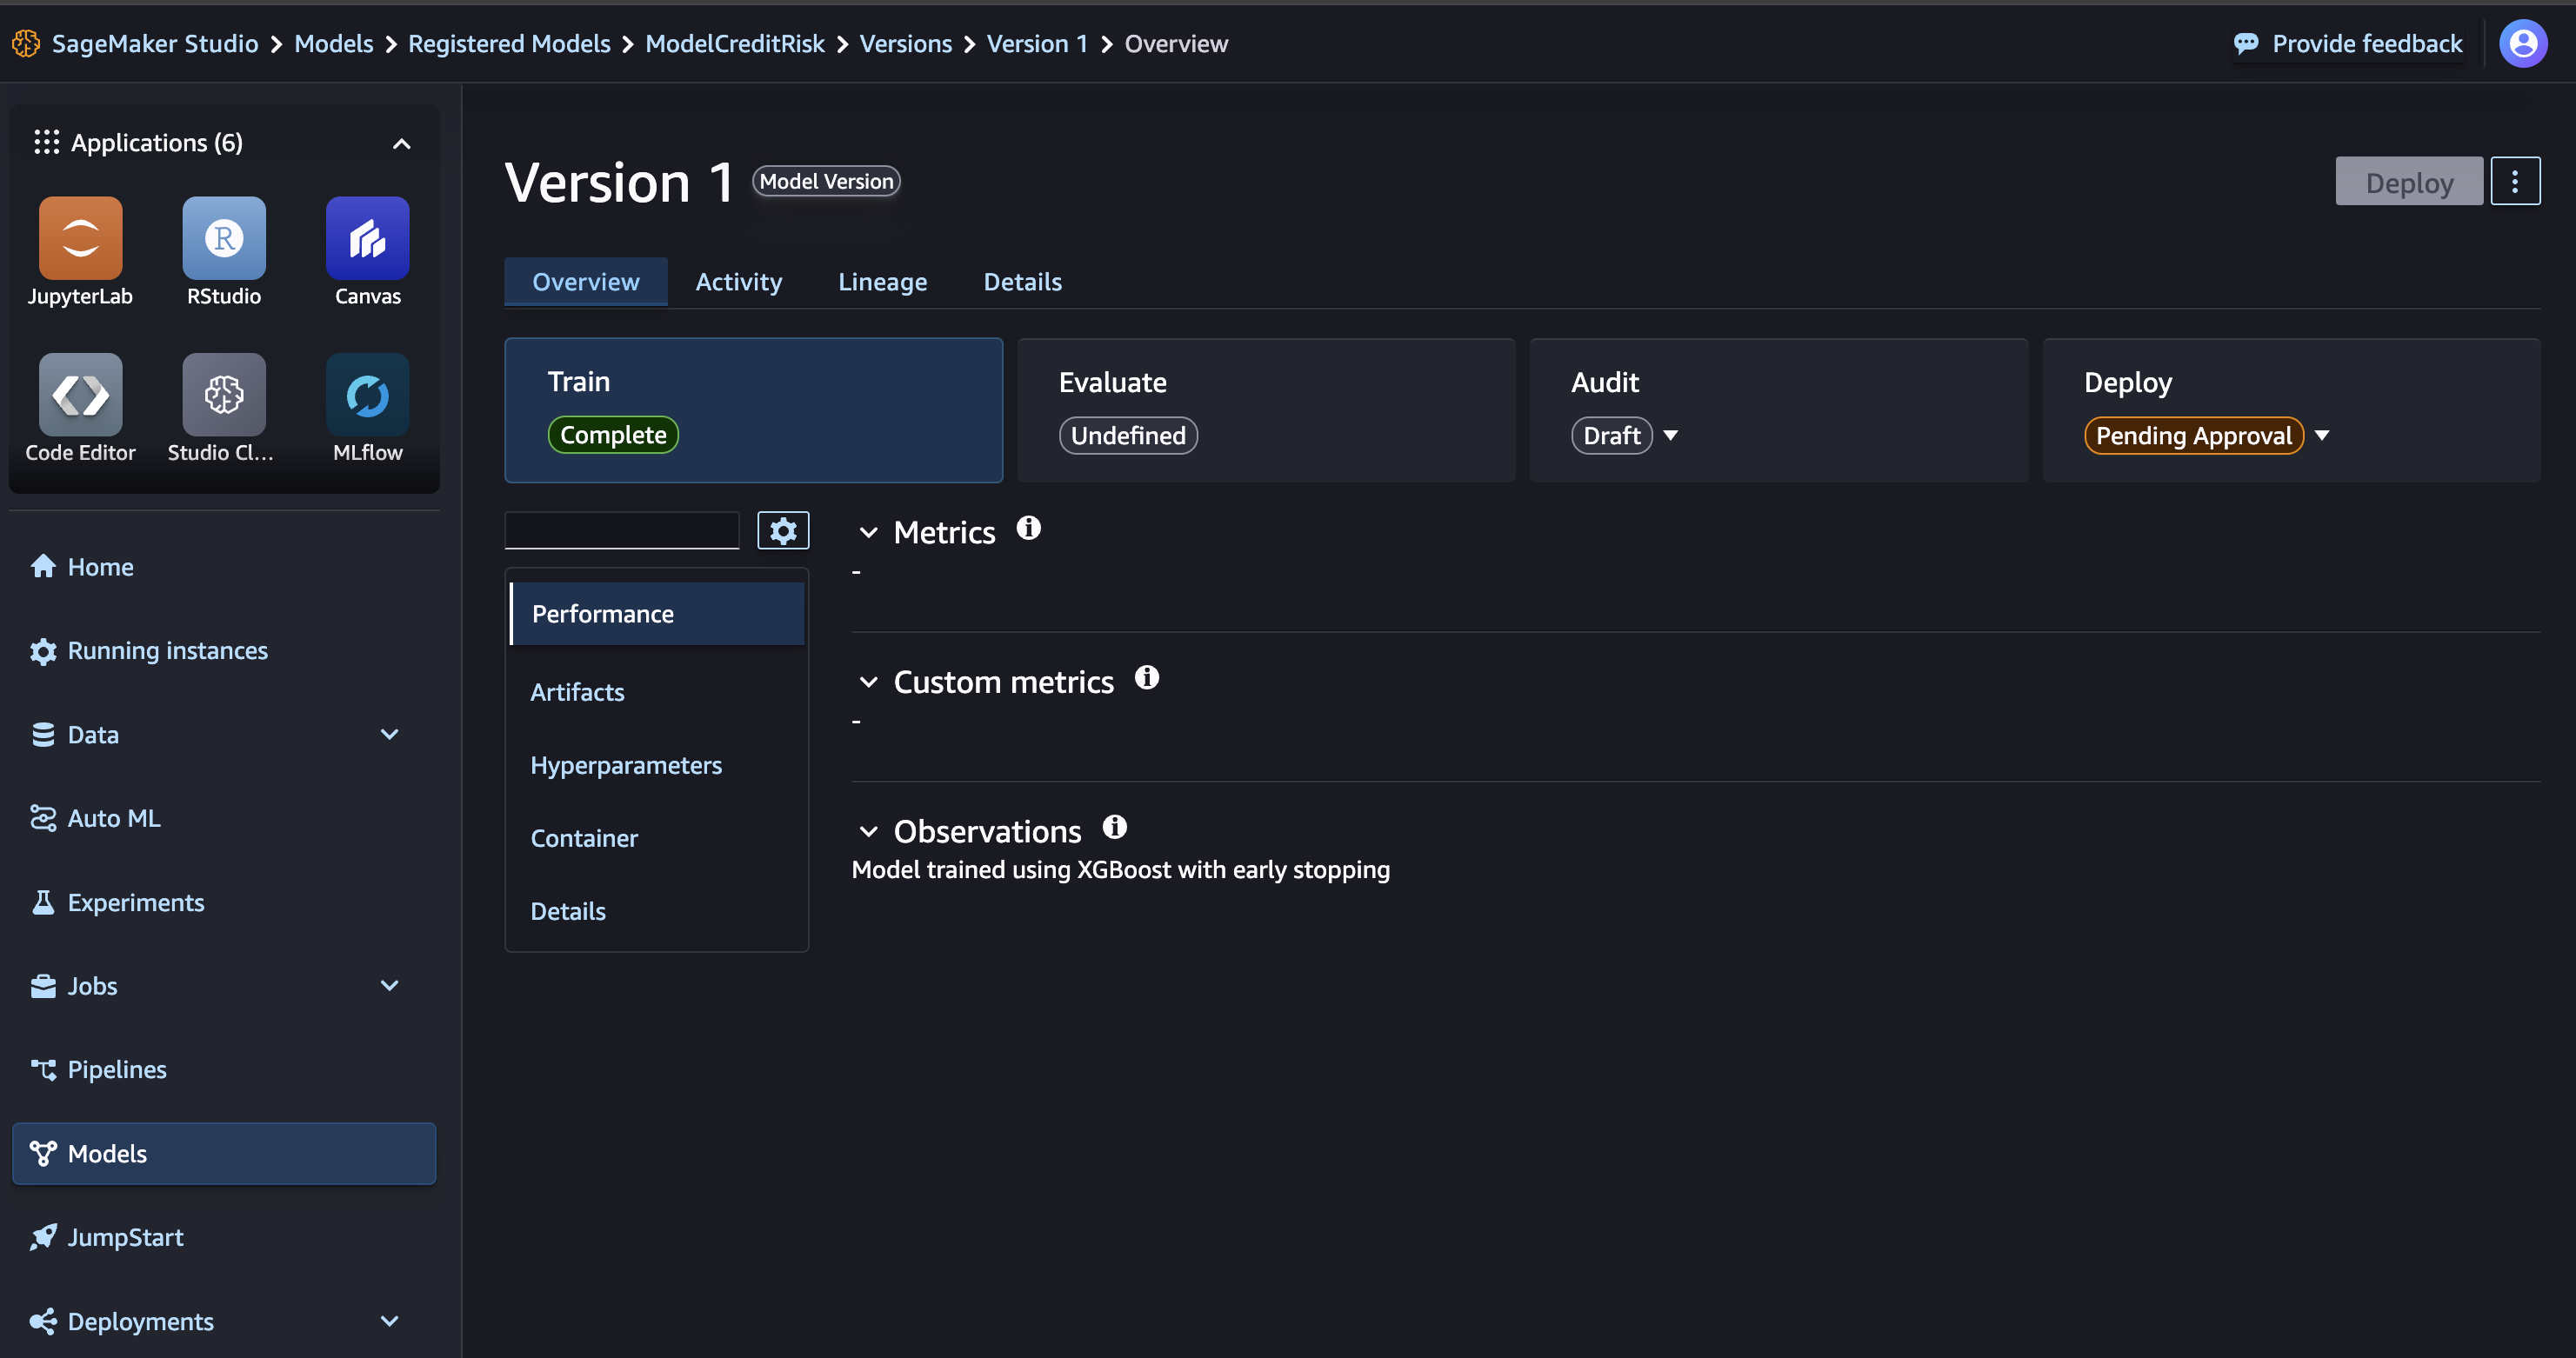 SageMaker Studio > Models > Registered Models > ModelCreditRisk > Versions > Version 1 > Overview
Provide feedback
Applications (6)
JupyterLab
RStudio
Canvas
Code Editor
Studio Cl...
MLflow
Home
Running instances
Data
Auto ML
Experiments
Jobs
Pipelines
Models
JumpStart
Deployments
Version 1 Model Version
Deploy
Overview Activity Lineage Details
Train
Complete
Evaluate
Undefined
Audit
Draft
Deploy
Pending Approval
Performance
Artifacts
Hyperparameters
Container
Details
Metrics
-
Custom metrics
-
Observations
Model trained using XGBoost with early stopping